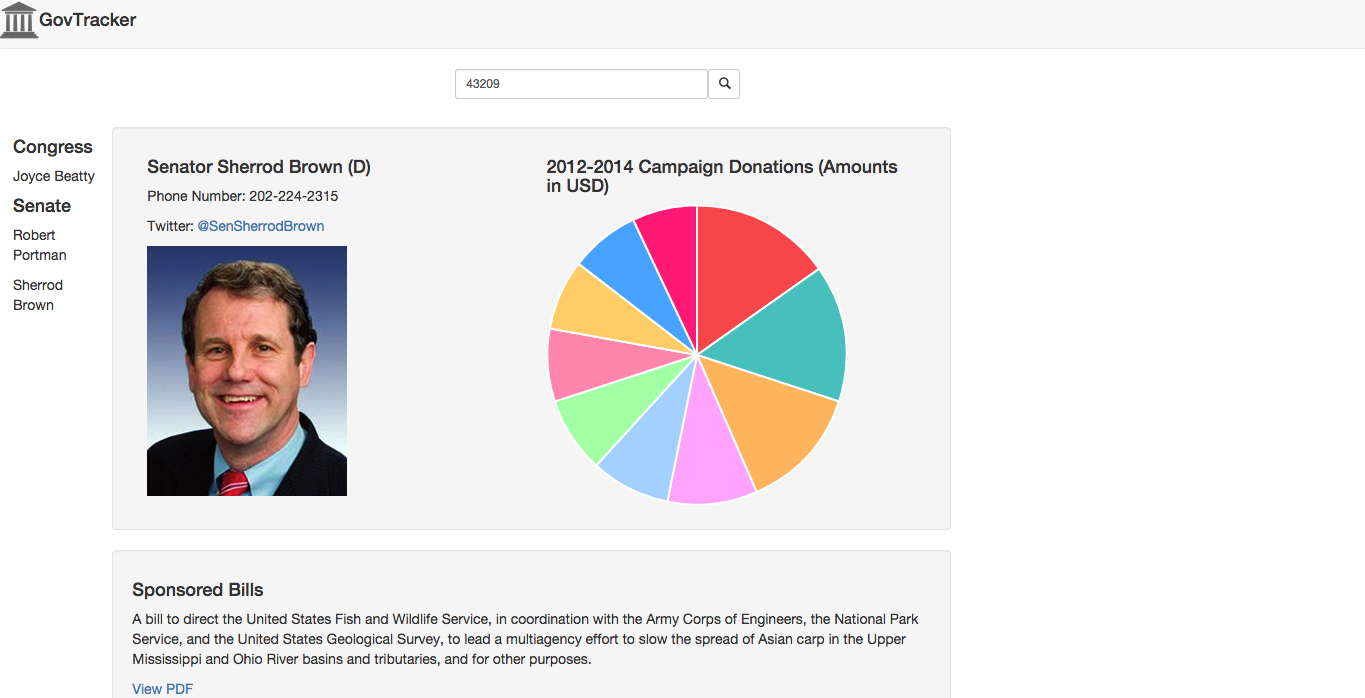 GovTracker
43209
Congress
Joyce Beatty
Senate
Robert
Portman
Sherrod
Brown
Senator Sherrod Brown (D)
Phone Number: 202-224-2315
Twitter: @SenSherrodBrown
2012-2014 Campaign Donations (Amounts
in USD)
Sponsored Bills
A bill to direct the United States Fish and Wildlife Service, in coordination with the Army Corps of Engineers, the National Park
Service, and the United States Geological Survey, to lead a multiagency effort to slow the spread of Asian carp in the Upper
Mississippi and Ohio River basins and tributaries, and for other purposes.
View PDF